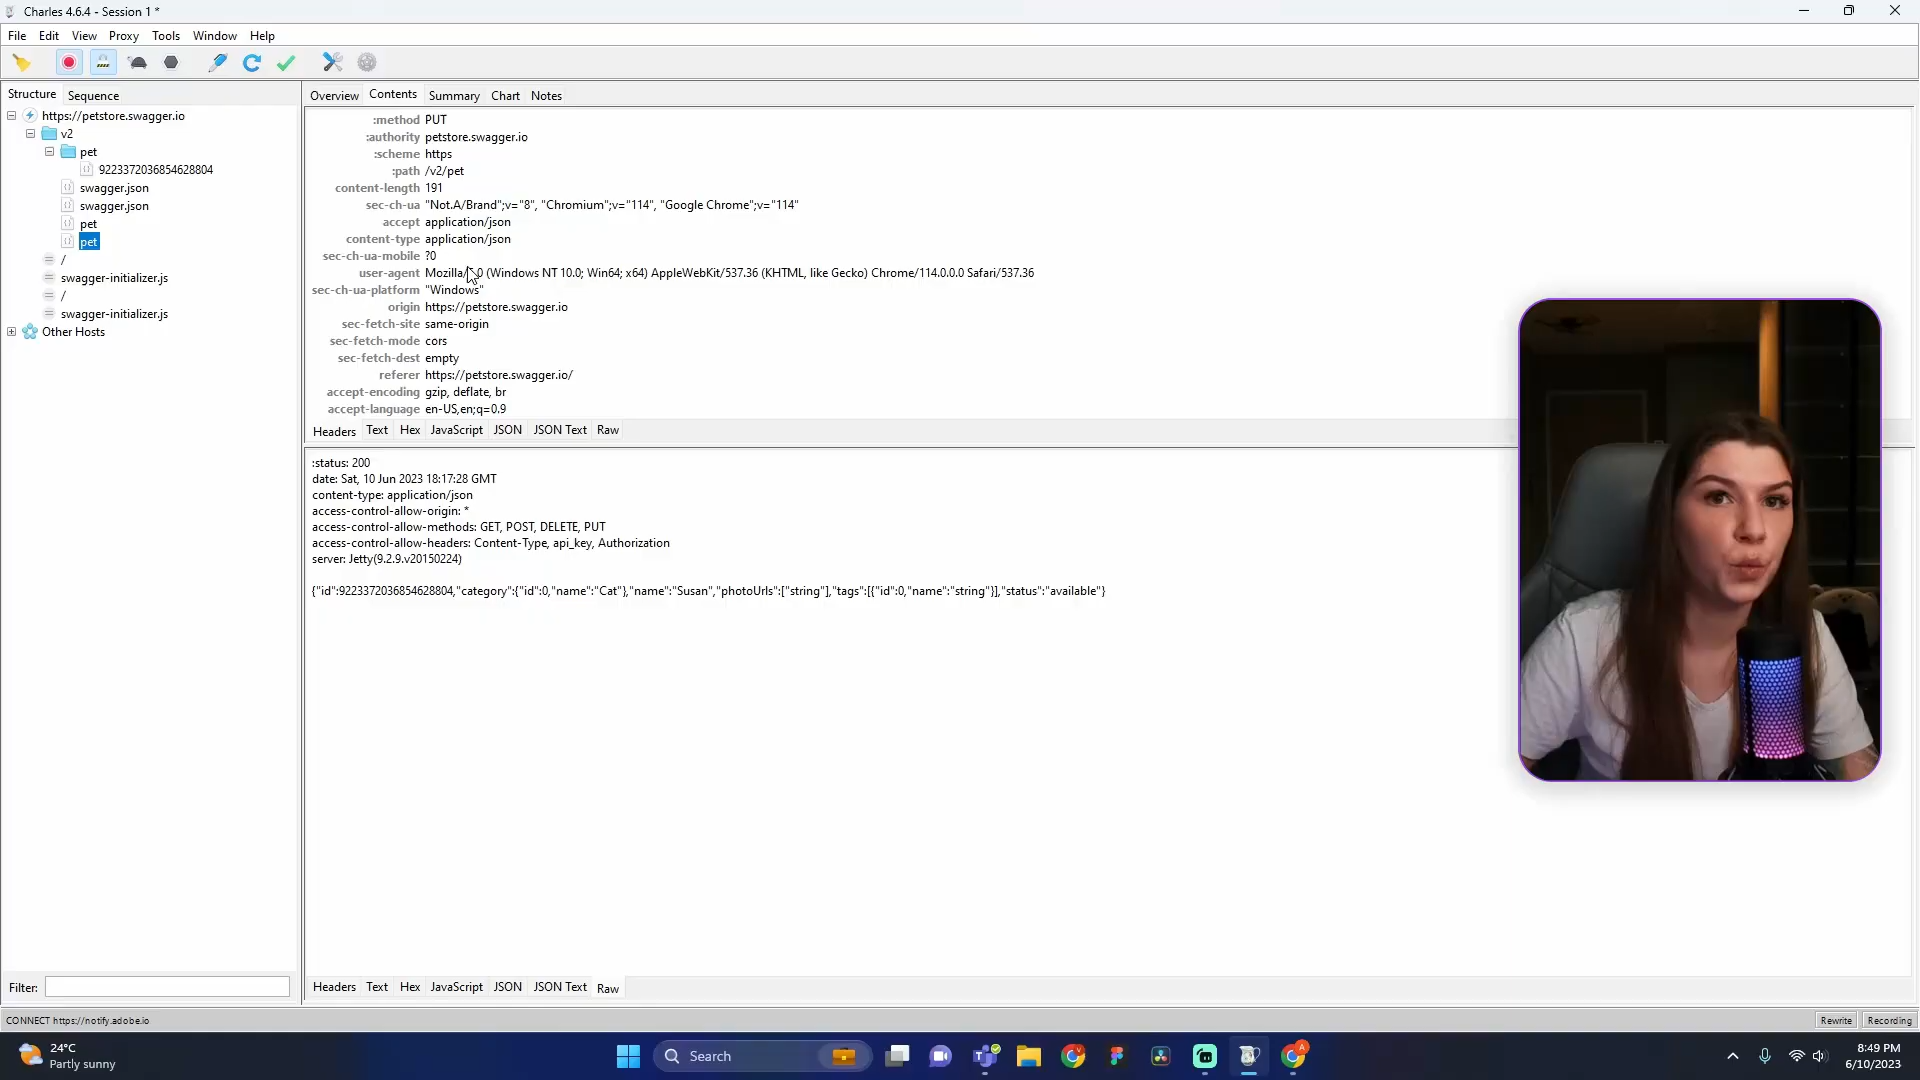 Charles 4.6.4 - Session 1 *
File Edit View Proxy Tools Window Help
Structure Sequence
https://petstore.swagger.io
v2
pet
9223372036854628804
swagger.json
swagger.json
pet
pet
/
swagger-initializer.js
/
swagger-initializer.js
Other Hosts
Filter:
Overview Contents Summary Chart Notes
:method PUT
:authority petstore.swagger.io
:scheme https
:path /v2/pet
content-length 191
sec-ch-ua "Not.A/Brand";v="8", "Chromium";v="114", "Google Chrome";v="114"
accept application/json
content-type application/json
sec-ch-ua-mobile ?0
user-agent Mozilla/5.0 (Windows NT 10.0; Win64; x64) AppleWebKit/537.36 (KHTML, like Gecko) Chrome/114.0.0.0 Safari/537.36
sec-ch-ua-platform "Windows"
origin https://petstore.swagger.io
sec-fetch-site same-origin
sec-fetch-mode cors
sec-fetch-dest empty
referer https://petstore.swagger.io/
accept-encoding gzip, deflate, br
accept-language en-US,en;q=0.9
Headers Text Hex JavaScript JSON JSON Text Raw
:status: 200
date: Sat, 10 Jun 2023 18:17:28 GMT
content-type: application/json
access-control-allow-origin: *
access-control-allow-methods: GET, POST, DELETE, PUT
access-control-allow-headers: Content-Type, api_key, Authorization
server: Jetty(9.2.9.v20150224)
{"id":9223372036854628804,"category":{"id":0,"name":"Cat"},"name":"Susan","photoUrls":["string"],"tags":[{"id":0,"name":"string"}],"status":"available"}
Headers Text Hex JavaScript JSON JSON Text Raw
CONNECT https://notify.adobe.io
Rewrite Recording
24°C
Partly sunny
Search
8:49 PM
6/10/2023